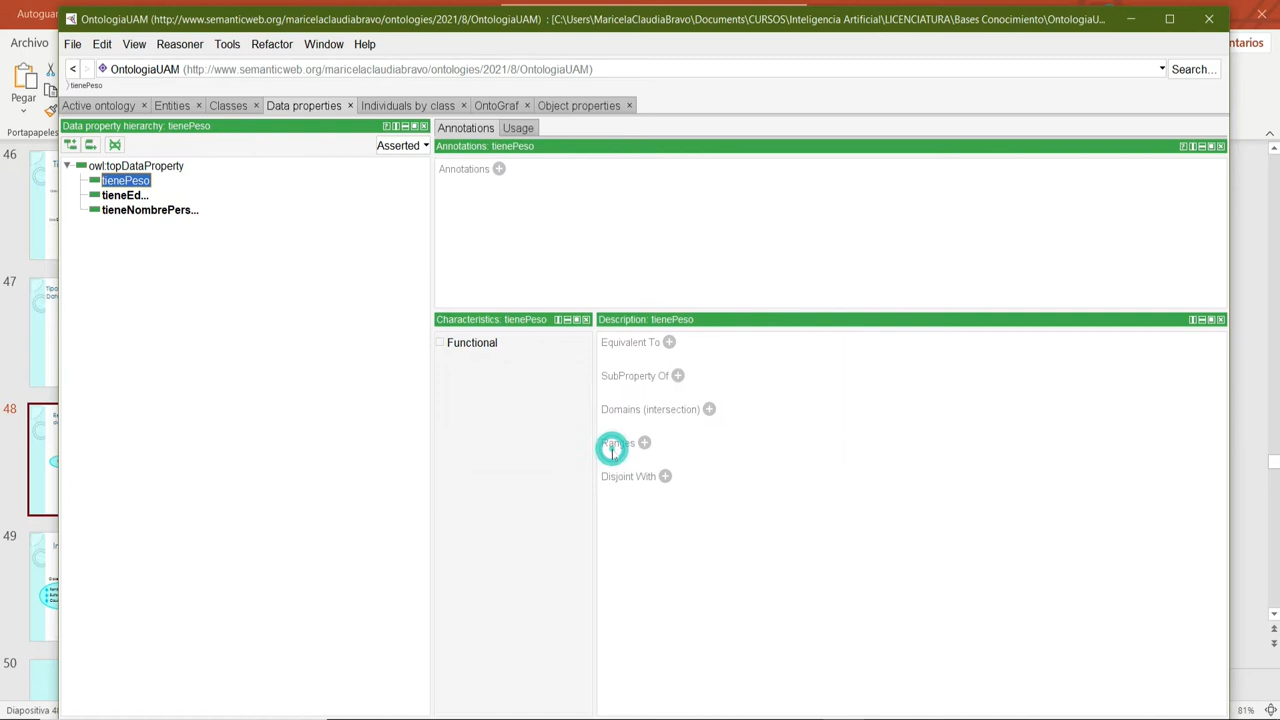 Autoguar
OntologiaUAM (http://www.semanticweb.org/maricelaclaudiabravo/ontologies/2021/8/OntologiaUAM) : [C:\Users\MaricelaClaudiaBravo\Documents\CURSOS\Inteligencia Artificial\LICENCIATURA\Bases Conocimiento\OntologiaU...
Archivo
File Edit View Reasoner Tools Refactor Window Help
entarios
< > OntologiaUAM (http://www.semanticweb.org/maricelaclaudiabravo/ontologies/2021/8/OntologiaUAM) Search...
tienePeso
Pegar
Active ontology × Entities × Classes × Data properties × Individuals by class × OntoGraf × Object properties ×
Portapapeles
Data property hierarchy: tienePeso
Asserted
owl:topDataProperty
tienePeso
tieneEd...
tieneNombrePers...
Annotations Usage
Annotations: tienePeso
Annotations
Characteristics: tienePeso
Functional
Description: tienePeso
Equivalent To
SubProperty Of
Domains (intersection)
Ranges
Disjoint With
46
47
Tipo
48
49
50
Diapositiva 48
81%